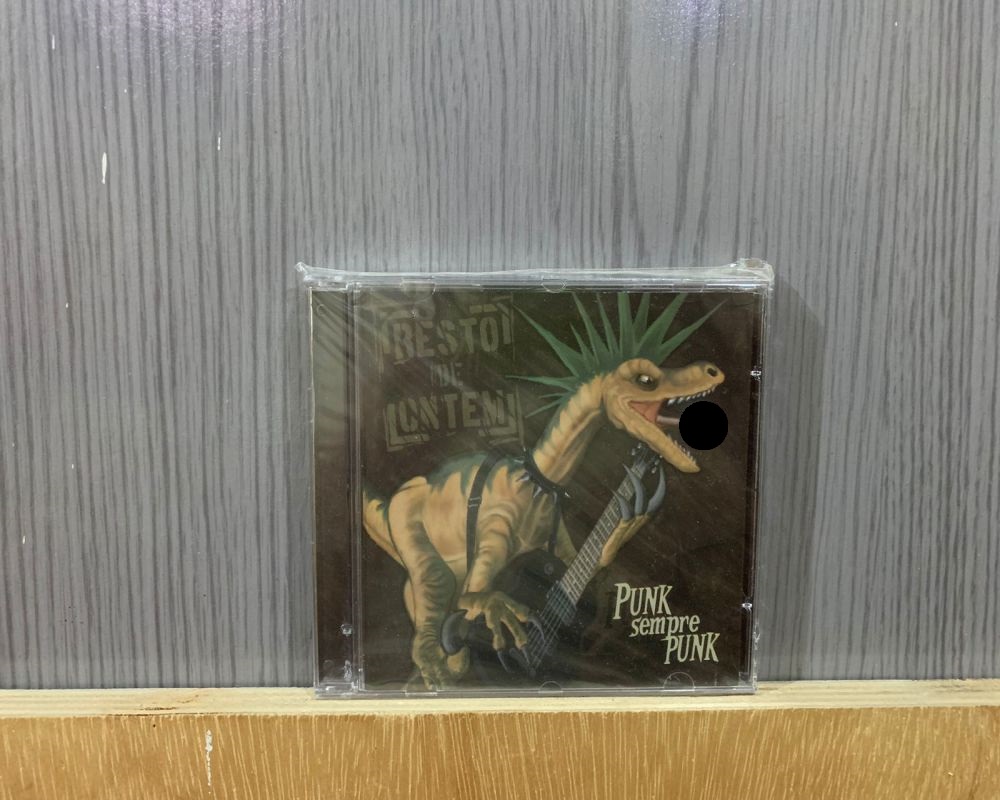 RESTO
DE
ONTEM
PUNK
sempre
PUNK